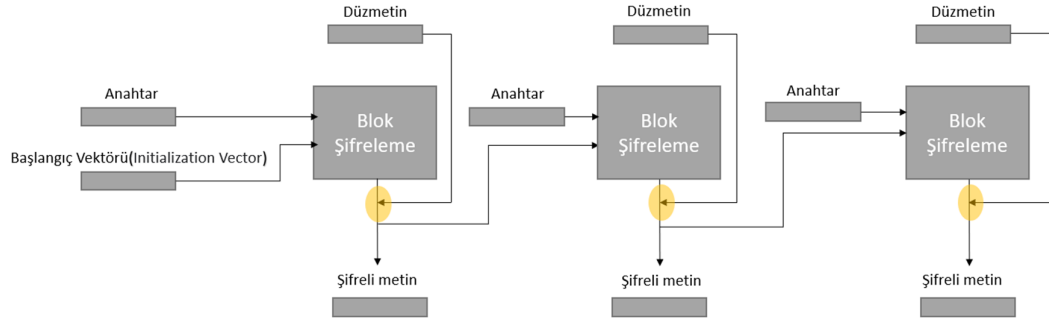 Düzmetin
Düzmetin
Düzmetin
Anahtar
Anahtar
Anahtar
Blok
Şifreleme
Blok
Şifreleme
Blok
Şifreleme
Başlangıç Vektörü(Initialization Vector)
Şifreli metin
Şifreli metin
Şifreli metin